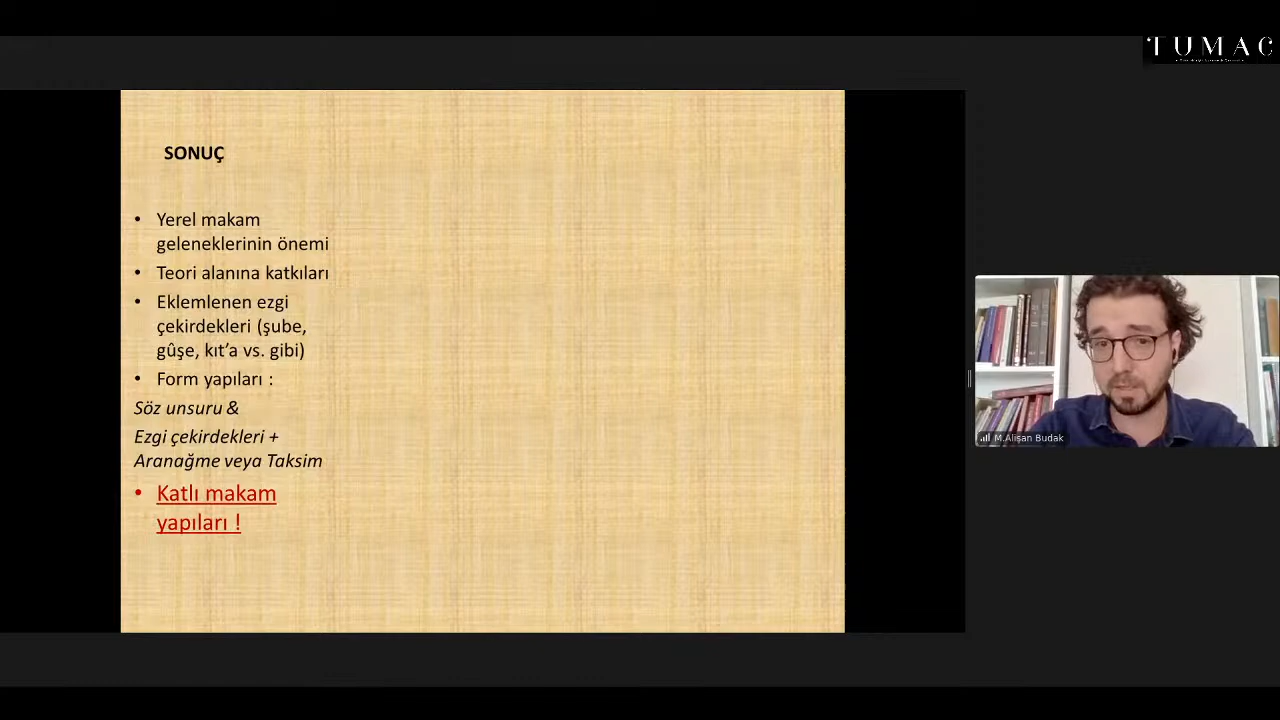 TUMAC
SONUÇ
• Yerel makam
geleneklerinin önemi
• Teori alanına katkıları
• Eklemlenen ezgi
çekirdekleri (şube,
gûşe, kıt’a vs. gibi)
• Form yapıları :
Söz unsuru &
Ezgi çekirdekleri +
Aranağme veya Taksim
• Katlı makam
yapıları !
M.Alişan Budak